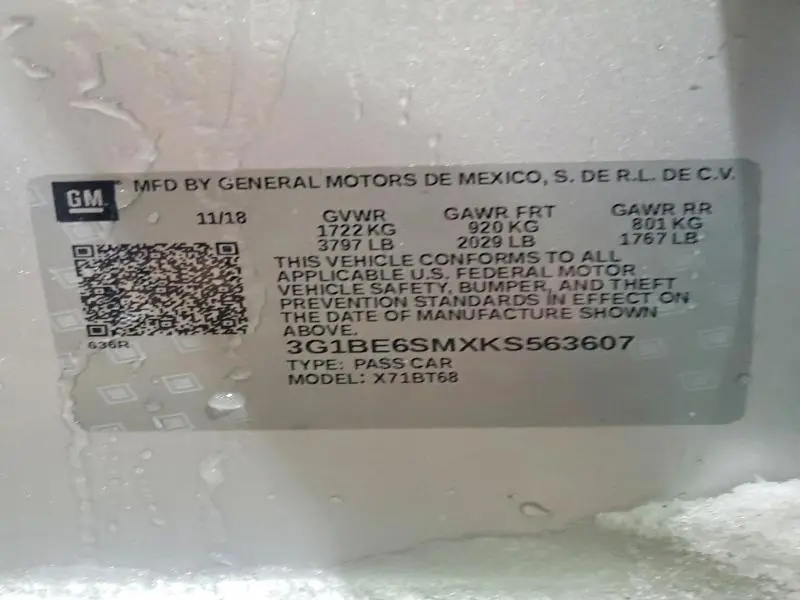 GM MFD BY GENERAL MOTORS DE MEXICO, S. DE R.L. DE C.V.
11/18 GVWR GAWR FRT GAWR RR
1722 KG 920 KG 801 KG
3797 LB 2029 LB 1767 LB
THIS VEHICLE CONFORMS TO ALL
APPLICABLE U.S. FEDERAL MOTOR
VEHICLE SAFETY, BUMPER, AND THEFT
PREVENTION STANDARDS IN EFFECT ON
THE DATE OF MANUFACTURE SHOWN
ABOVE.
636R
3G1BE6SMXKS563607
TYPE: PASS CAR
MODEL: X71BT68